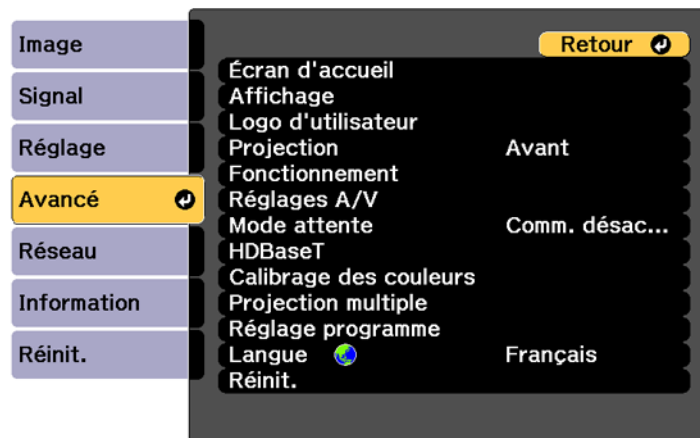 Image
Signal
Réglage
Avancé
Réseau
Information
Réinit.
Retour
Écran d'accueil
Affichage
Logo d'utilisateur
Projection Avant
Fonctionnement
Réglages A/V
Mode attente Comm. désac...
HDBaseT
Calibrage des couleurs
Projection multiple
Réglage programme
Langue Français
Réinit.